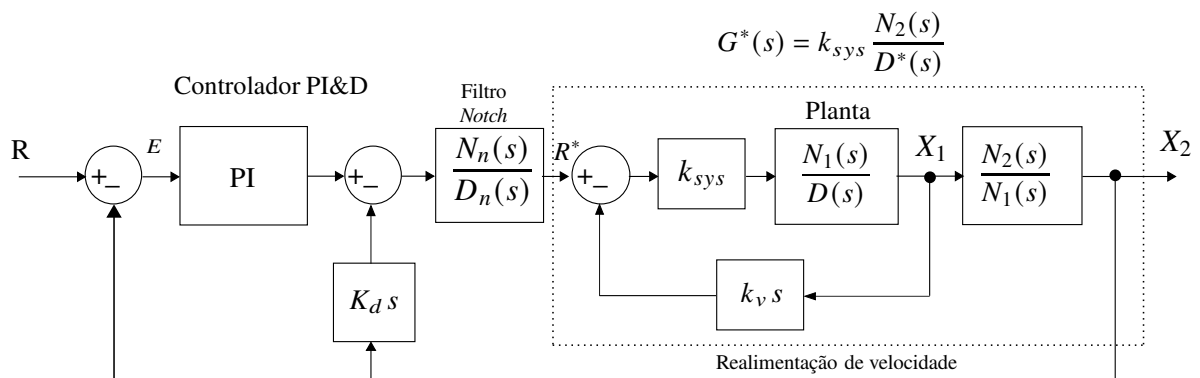 G*(s) = k_sys N_2(s) / D*(s)
Controlador PI&D
Filtro
Notch
Planta
R
+
−
E
PI
+
−
N_n(s) / D_n(s)
R*
+
−
k_sys
N_1(s) / D(s)
X_1
N_2(s) / N_1(s)
X_2
K_d s
k_v s
Realimentação de velocidade